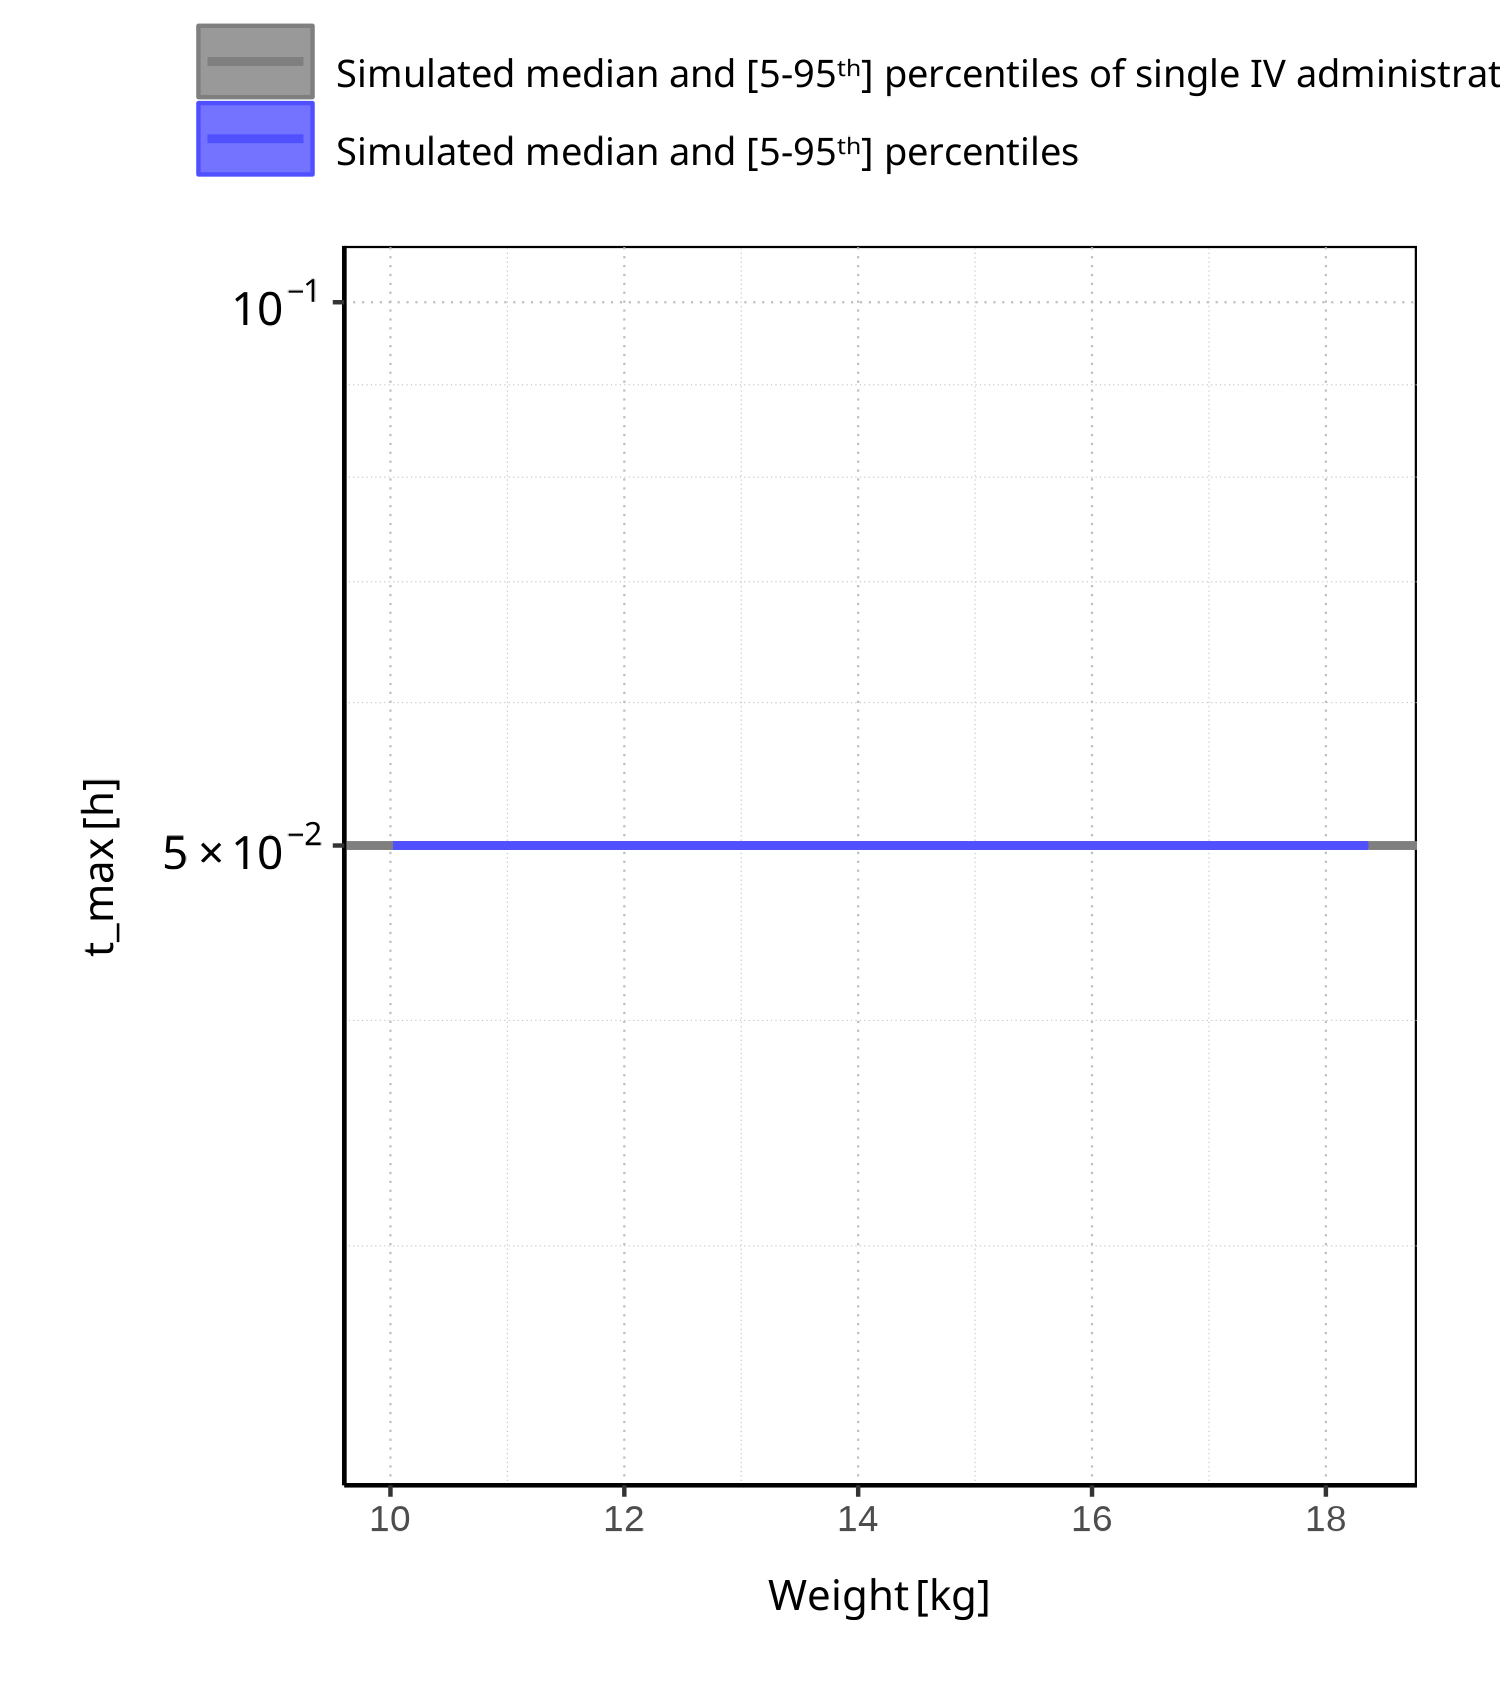 Simulated median and [5-95ᵗʰ] percentiles of single IV administrat
Simulated median and [5-95ᵗʰ] percentiles
10⁻¹
5 × 10⁻²
t_max [h]
10 12 14 16 18
Weight [kg]